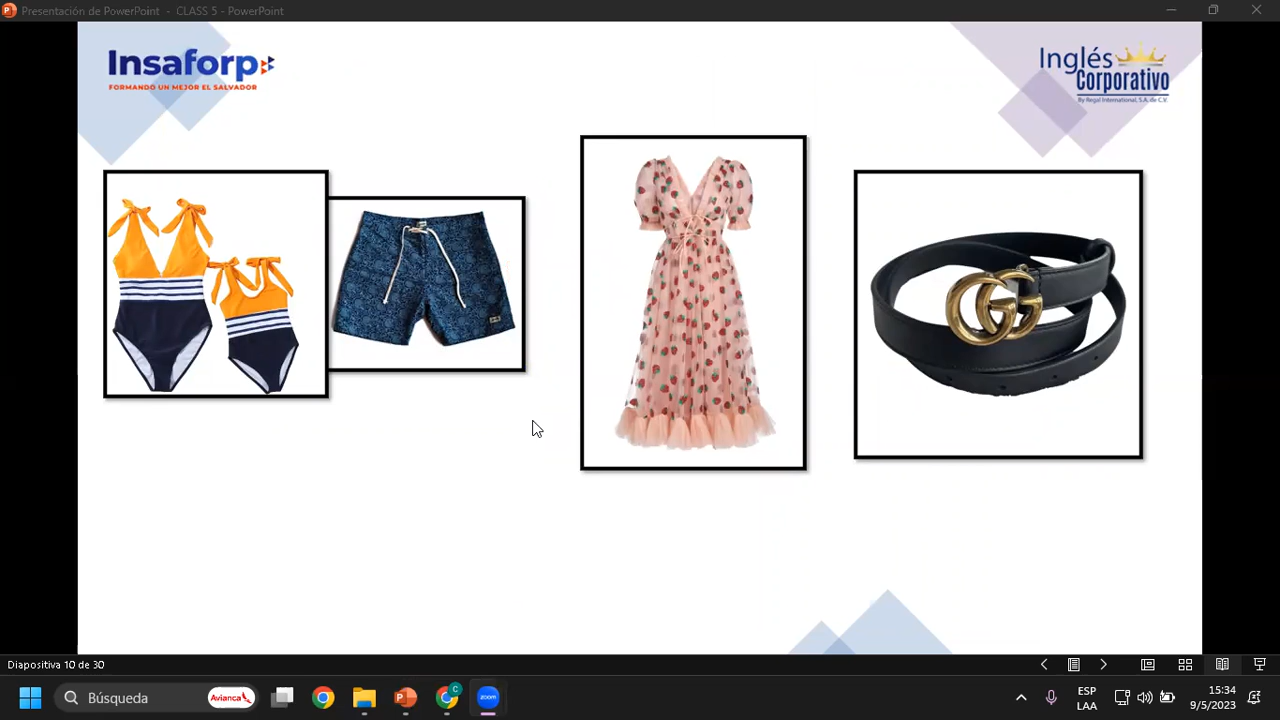 Presentación de PowerPoint - CLASS 5 - PowerPoint
Insaforp
FORMANDO UN MEJOR EL SALVADOR
Inglés
Corporativo
By Regal International, S.A. de C.V.
Diapositiva 10 de 30
Búsqueda
Avianca
C
zoom
ESP
LAA
15:34
9/5/2023